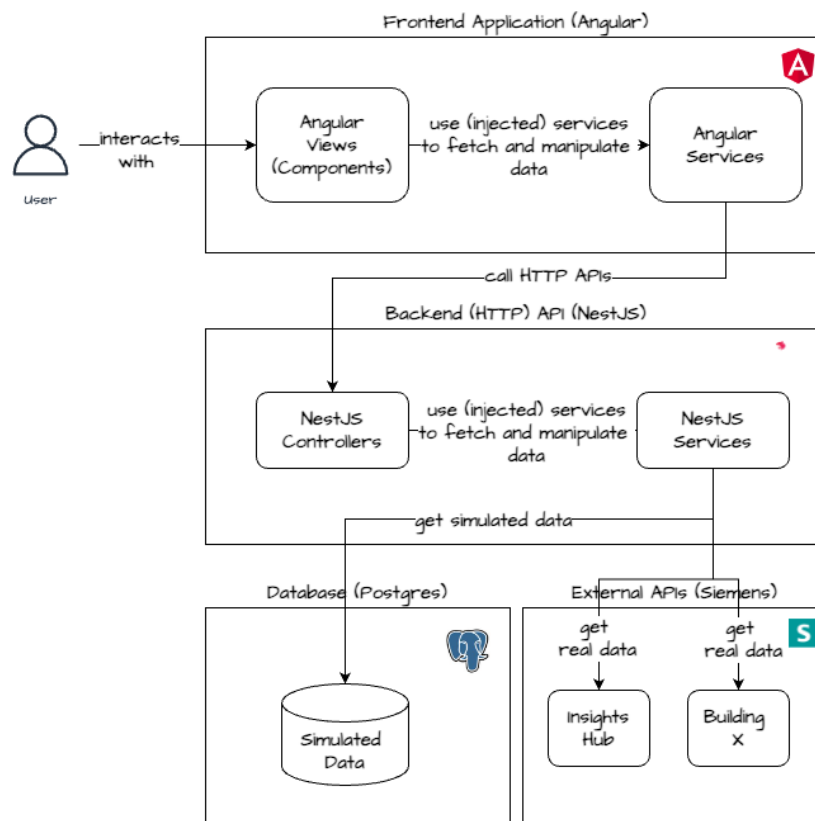 Frontend Application (Angular)
Angular
Views
(Components)
use (injected) services
to fetch and manipulate
data
Angular
Services
interacts
with
User
call HTTP APIs
Backend (HTTP) API (NestJS)
NestJS
Controllers
use (injected) services
to fetch and manipulate
data
NestJS
Services
get simulated data
Database (Postgres)
External APIs (Siemens)
get
real data
get
real data
S
Simulated
Data
Insights
Hub
Building
X